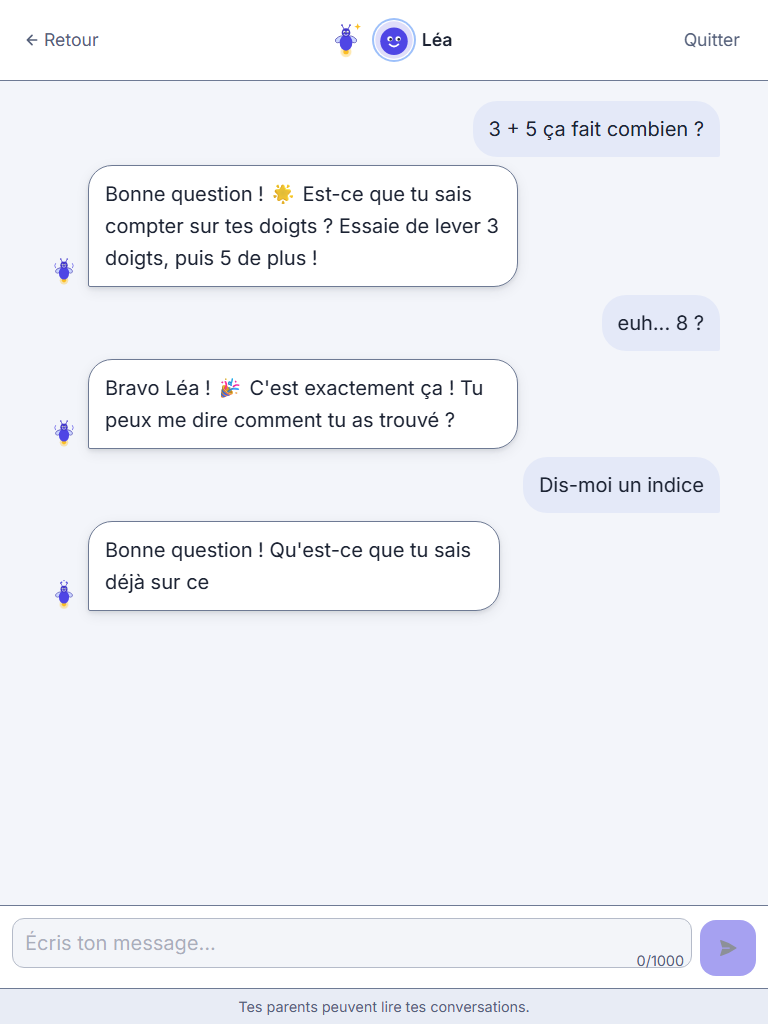 ← Retour
Léa
Quitter
3 + 5 ça fait combien ?
Bonne question ! 🌟 Est-ce que tu sais
compter sur tes doigts ? Essaie de lever 3
doigts, puis 5 de plus !
euh... 8 ?
Bravo Léa ! 🎉 C'est exactement ça ! Tu
peux me dire comment tu as trouvé ?
Dis-moi un indice
Bonne question ! Qu'est-ce que tu sais
déjà sur ce
Écris ton message...
0/1000
Tes parents peuvent lire tes conversations.